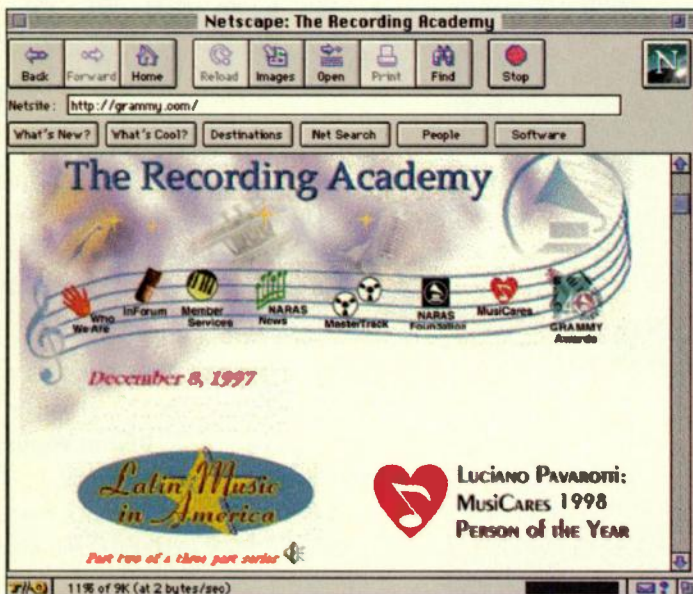 Netscape: The Recording Academy
Back Forward Home Reload Images Open Print Find Stop
N
Netsite: http://grammy.com/
What's New? What's Cool? Destinations Net Search People Software
The Recording Academy
Who We Are
InForum
Member Services
NARAS News
MasterTrack
NARAS Foundation
MusiCares
GRAMMY Awards
December 8, 1997
Latin Music
in America
Part two of a three part series
Luciano Pavarotti:
MusiCares 1998
Person of the Year
11% of 9K (at 2 bytes/sec)